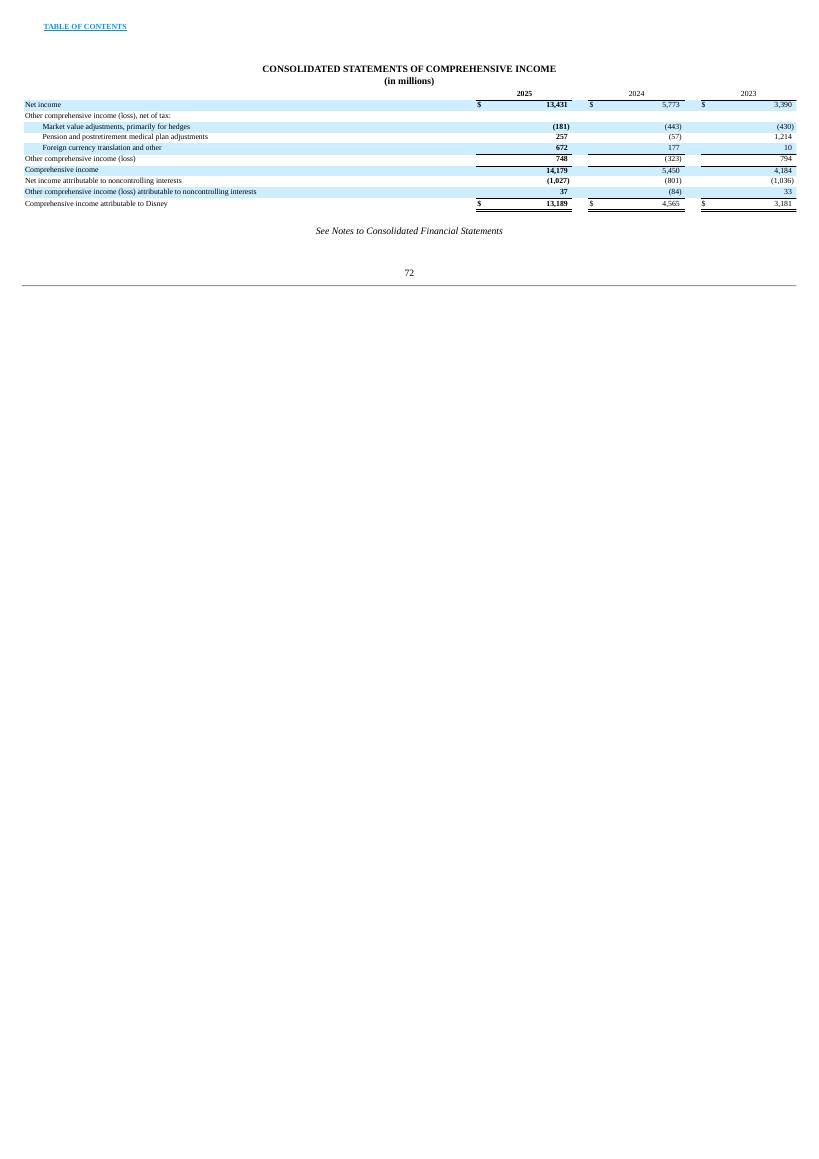 TABLE OF CONTENTS
CONSOLIDATED STATEMENTS OF COMPREHENSIVE INCOME
(in millions)
2025 2024 2023
Net income $ 13,431 $ 5,773 $ 3,390
Other comprehensive income (loss), net of tax:
Market value adjustments, primarily for hedges (181) (443) (430)
Pension and postretirement medical plan adjustments 257 (57) 1,214
Foreign currency translation and other 672 177 10
Other comprehensive income (loss) 748 (323) 794
Comprehensive income 14,179 5,450 4,184
Net income attributable to noncontrolling interests (1,027) (801) (1,036)
Other comprehensive income (loss) attributable to noncontrolling interests 37 (84) 33
Comprehensive income attributable to Disney $ 13,189 $ 4,565 $ 3,181
See Notes to Consolidated Financial Statements
72